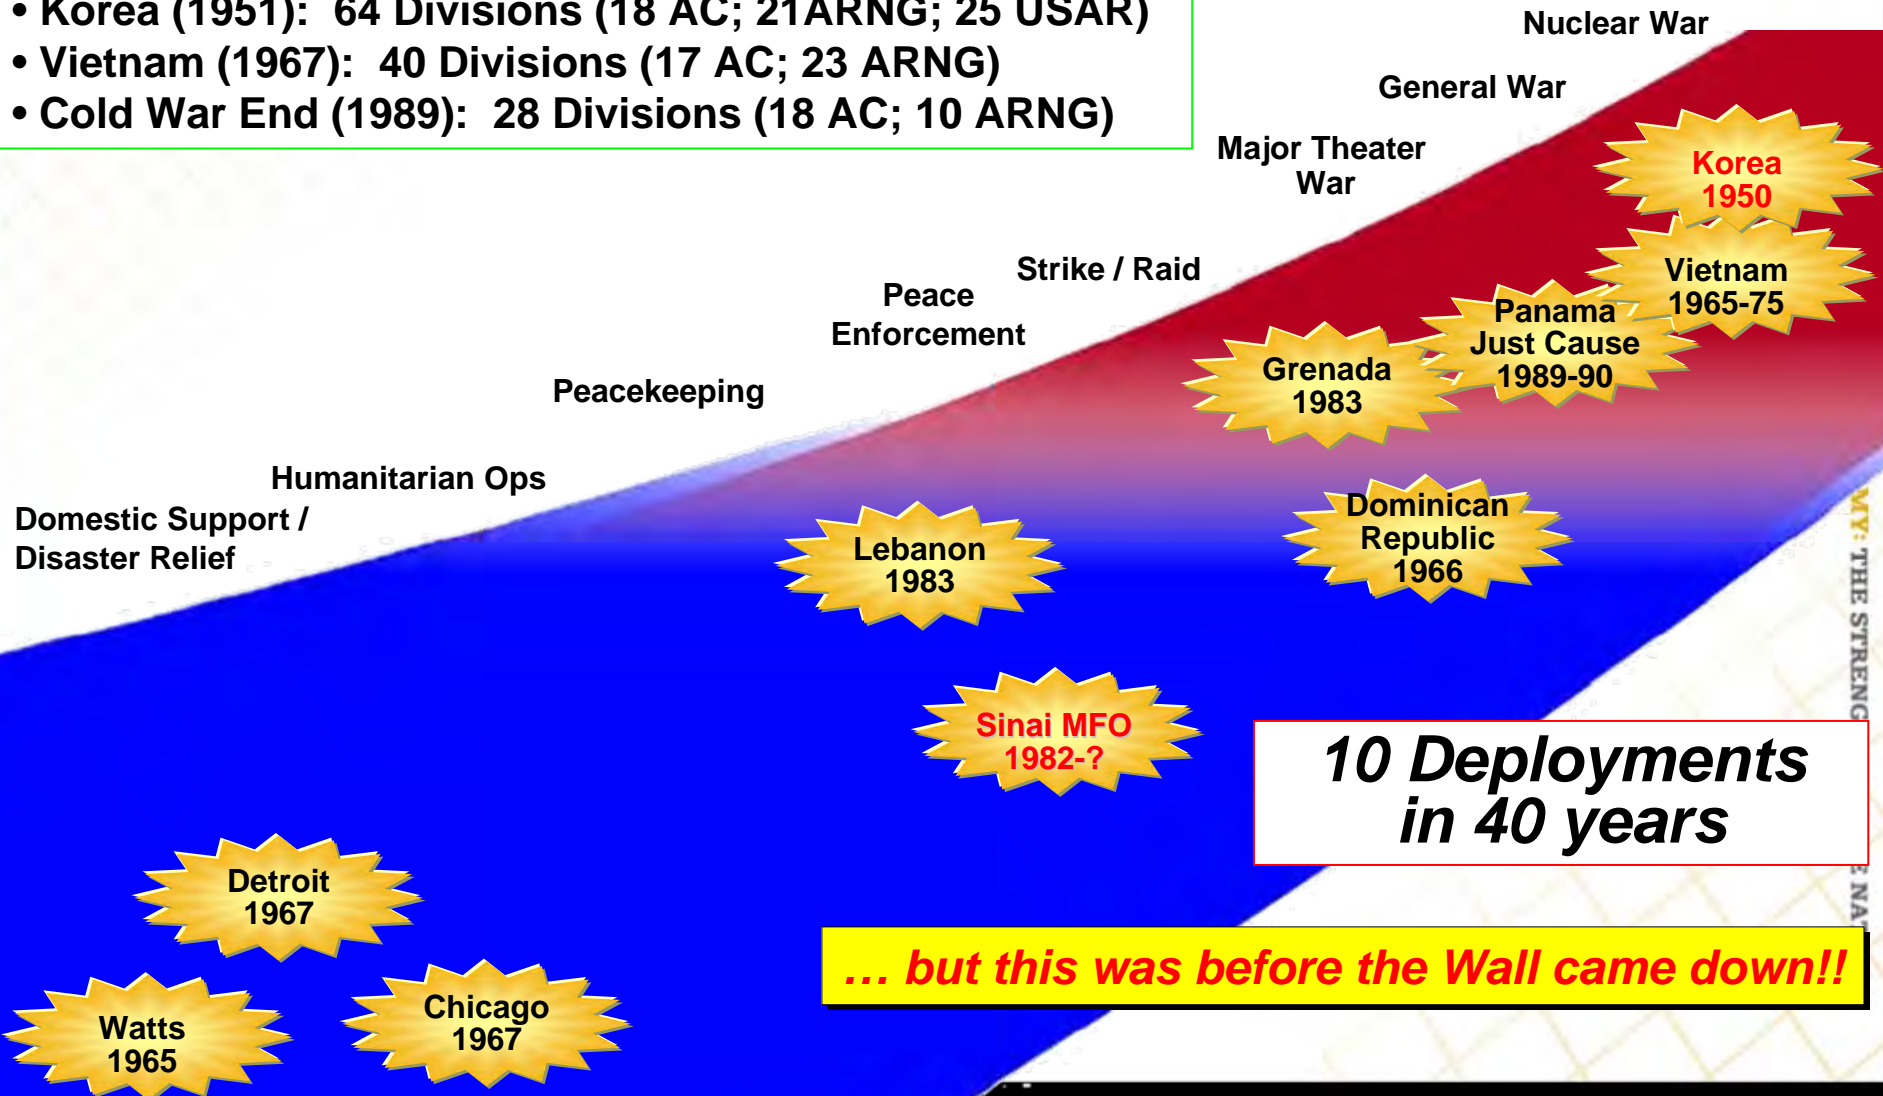 • Korea (1951): 64 Divisions (18 AC; 21ARNG; 25 USAR)
• Vietnam (1967): 40 Divisions (17 AC; 23 ARNG)
• Cold War End (1989): 28 Divisions (18 AC; 10 ARNG)
Nuclear War
General War
Major Theater
War
Strike / Raid
Peace
Enforcement
Peacekeeping
Humanitarian Ops
Domestic Support /
Disaster Relief
Korea
1950
Vietnam
1965-75
Panama
Just Cause
1989-90
Grenada
1983
Dominican
Republic
1966
Lebanon
1983
Sinai MFO
1982-?
Detroit
1967
Chicago
1967
Watts
1965
10 Deployments
in 40 years
… but this was before the Wall came down!!
MY: THE STRENG
E NAT